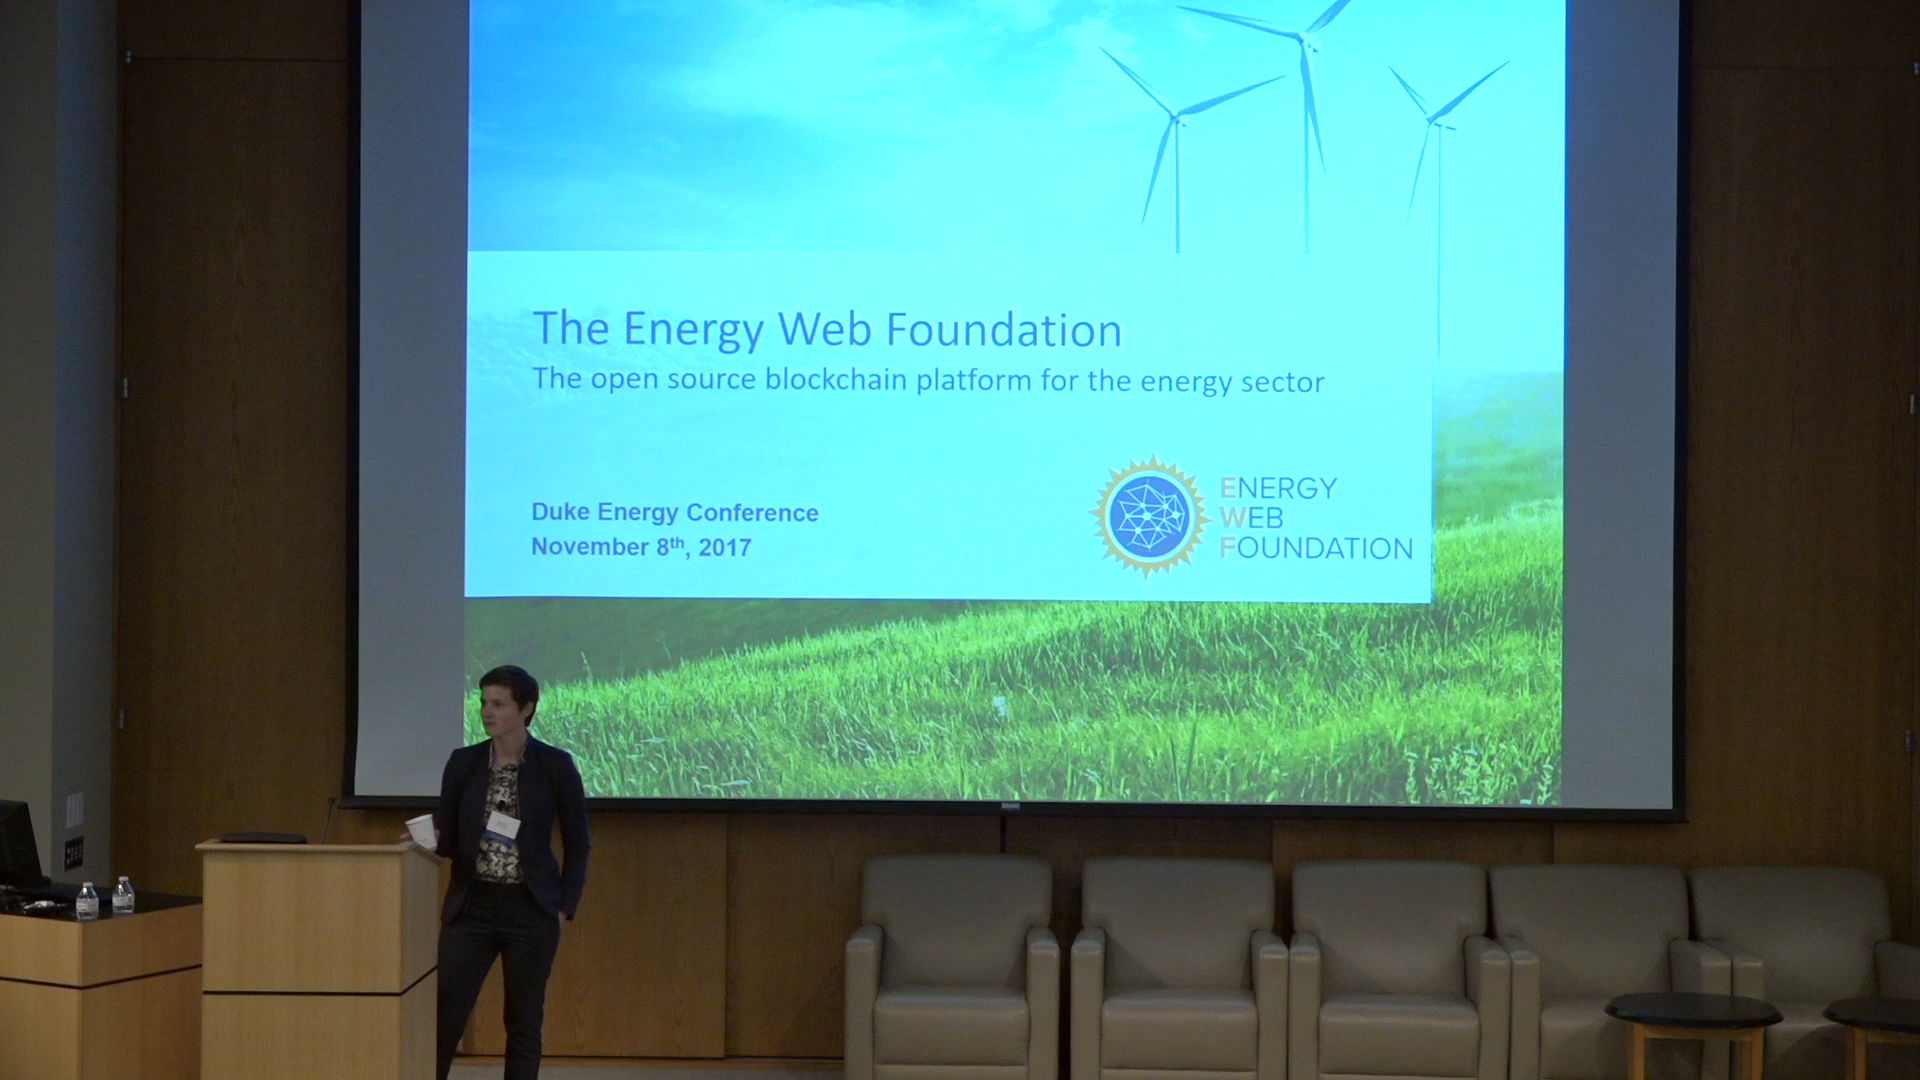 The Energy Web Foundation
The open source blockchain platform for the energy sector
Duke Energy Conference
November 8th, 2017
ENERGY
WEB
FOUNDATION